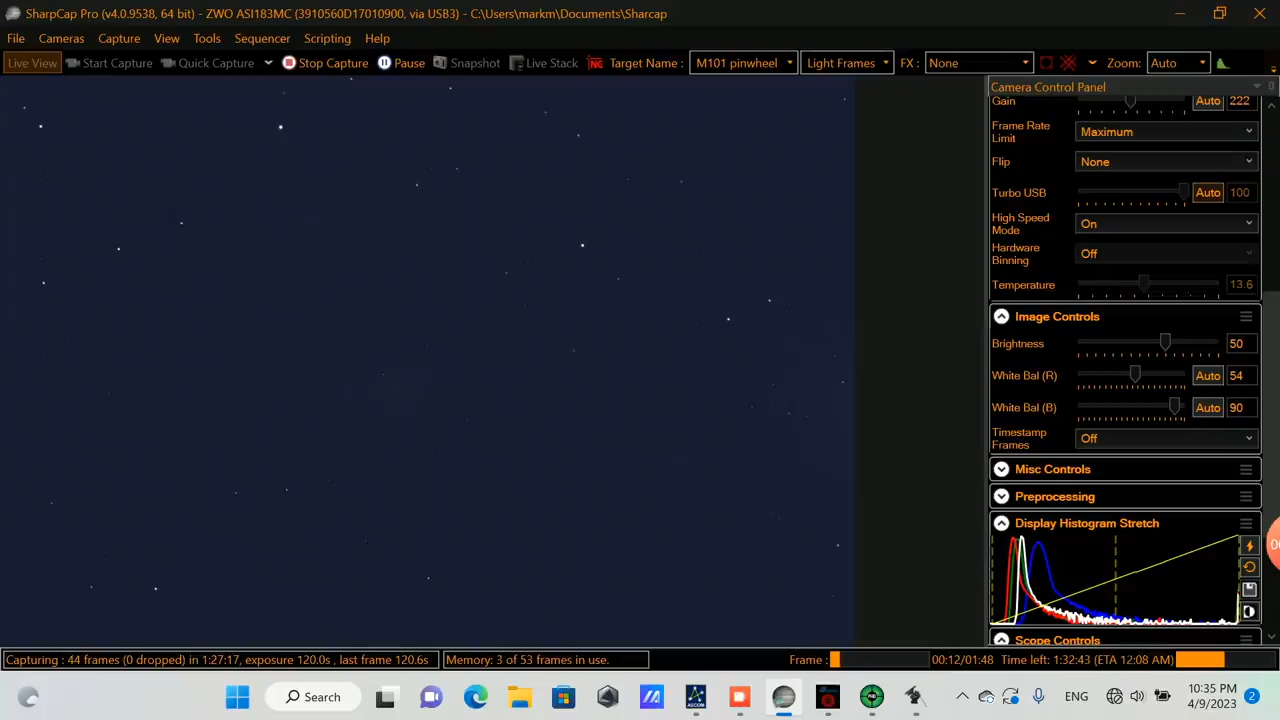 SharpCap Pro (v4.0.9538, 64 bit) - ZWO ASI183MC (3910560D17010900, via USB3) - C:\Users\markm\Documents\Sharcap
File Cameras Capture View Tools Sequencer Scripting Help
Live View Start Capture Quick Capture Stop Capture Pause Snapshot Live Stack NG Target Name : M101 pinwheel Light Frames FX : None Zoom: Auto
Camera Control Panel
Gain Auto 222
Frame Rate Limit Maximum
Flip None
Turbo USB Auto 100
High Speed Mode On
Hardware Binning Off
Temperature 13.6
Image Controls
Brightness 50
White Bal (R) Auto 54
White Bal (B) Auto 90
Timestamp Frames Off
Misc Controls
Preprocessing
Display Histogram Stretch
Scope Controls
Capturing : 44 frames (0 dropped) in 1:27:17, exposure 120.0s , last frame 120.6s Memory: 3 of 53 frames in use. Frame : 00:12/01:48 Time left: 1:32:43 (ETA 12:08 AM)
Search ASCOM ENG 10:35 PM
4/9/2023 2